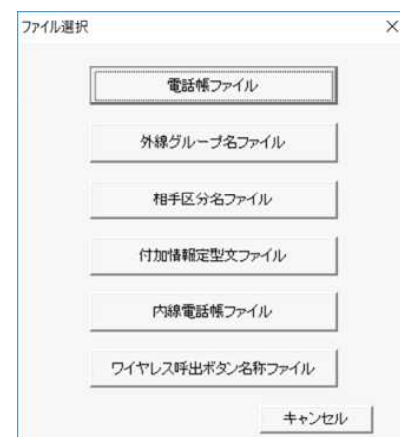 ファイル選択
電話帳ファイル
外線グループ名ファイル
相手区分名ファイル
付加情報定型文ファイル
内線電話帳ファイル
ワイヤレス呼出ボタン名称ファイル
キャンセル